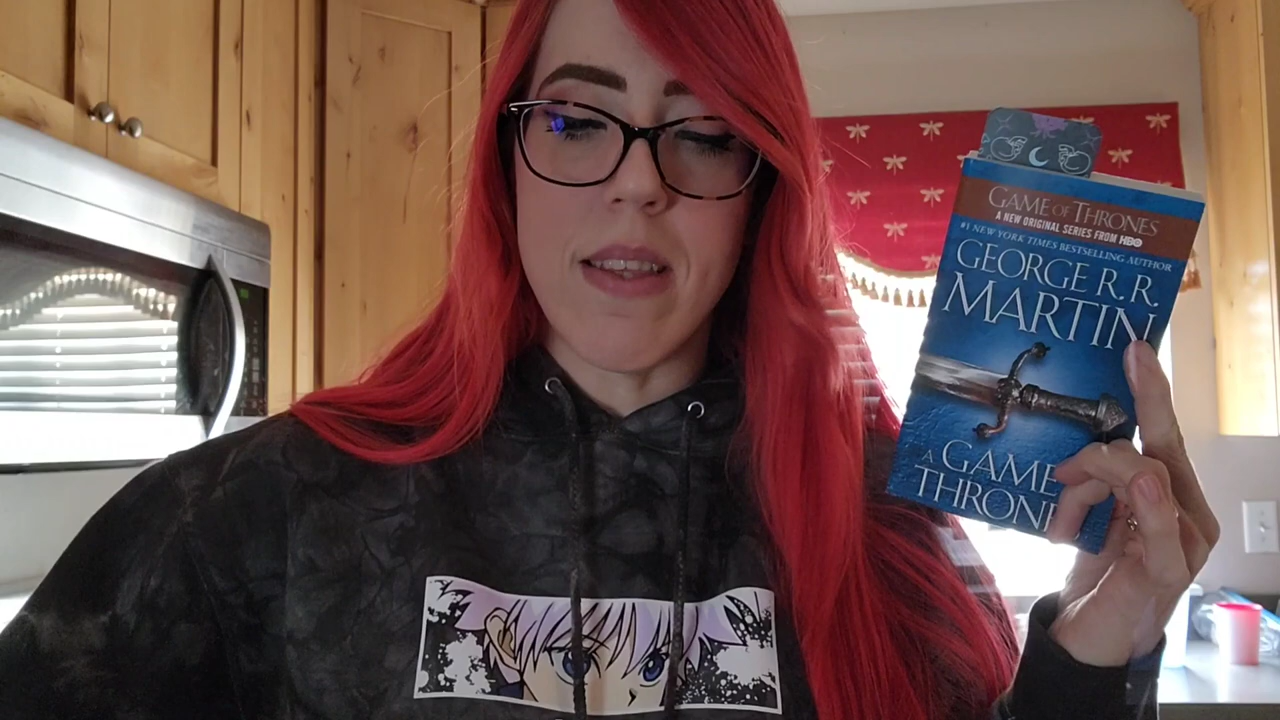 GAME OF THRONES
A NEW ORIGINAL SERIES FROM HBO
#1 NEW YORK TIMES BESTSELLING AUTHOR
GEORGE R. R.
MARTIN
A GAME
THRONE